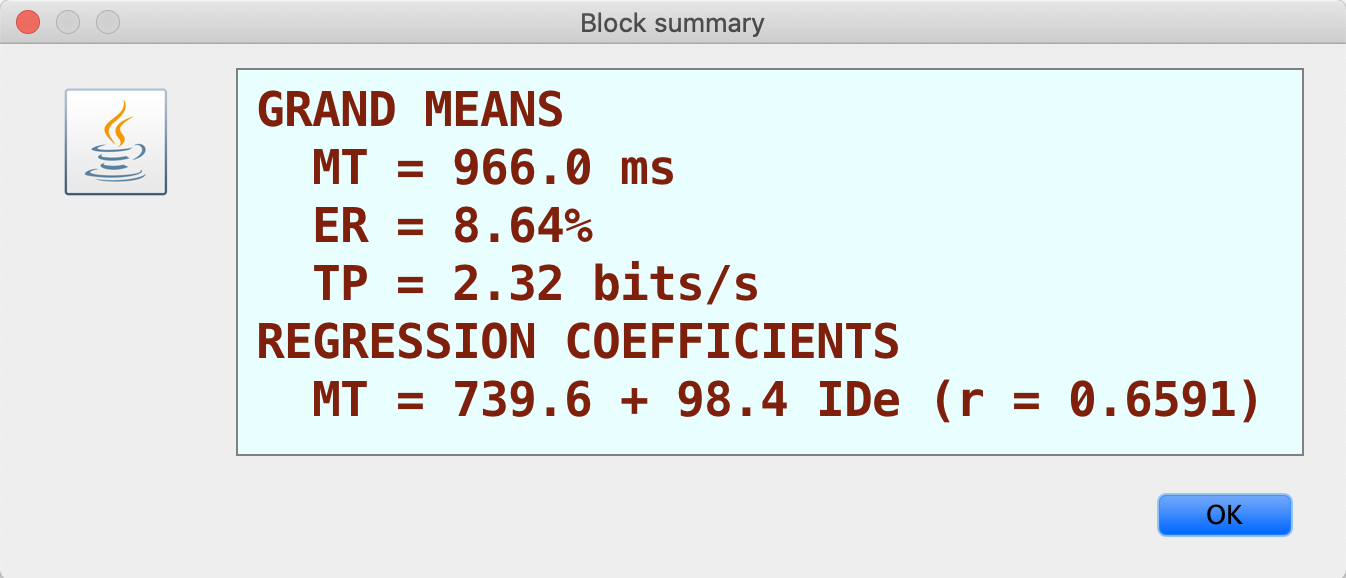 Block summary
GRAND MEANS
MT = 966.0 ms
ER = 8.64%
TP = 2.32 bits/s
REGRESSION COEFFICIENTS
MT = 739.6 + 98.4 IDe (r = 0.6591)
OK